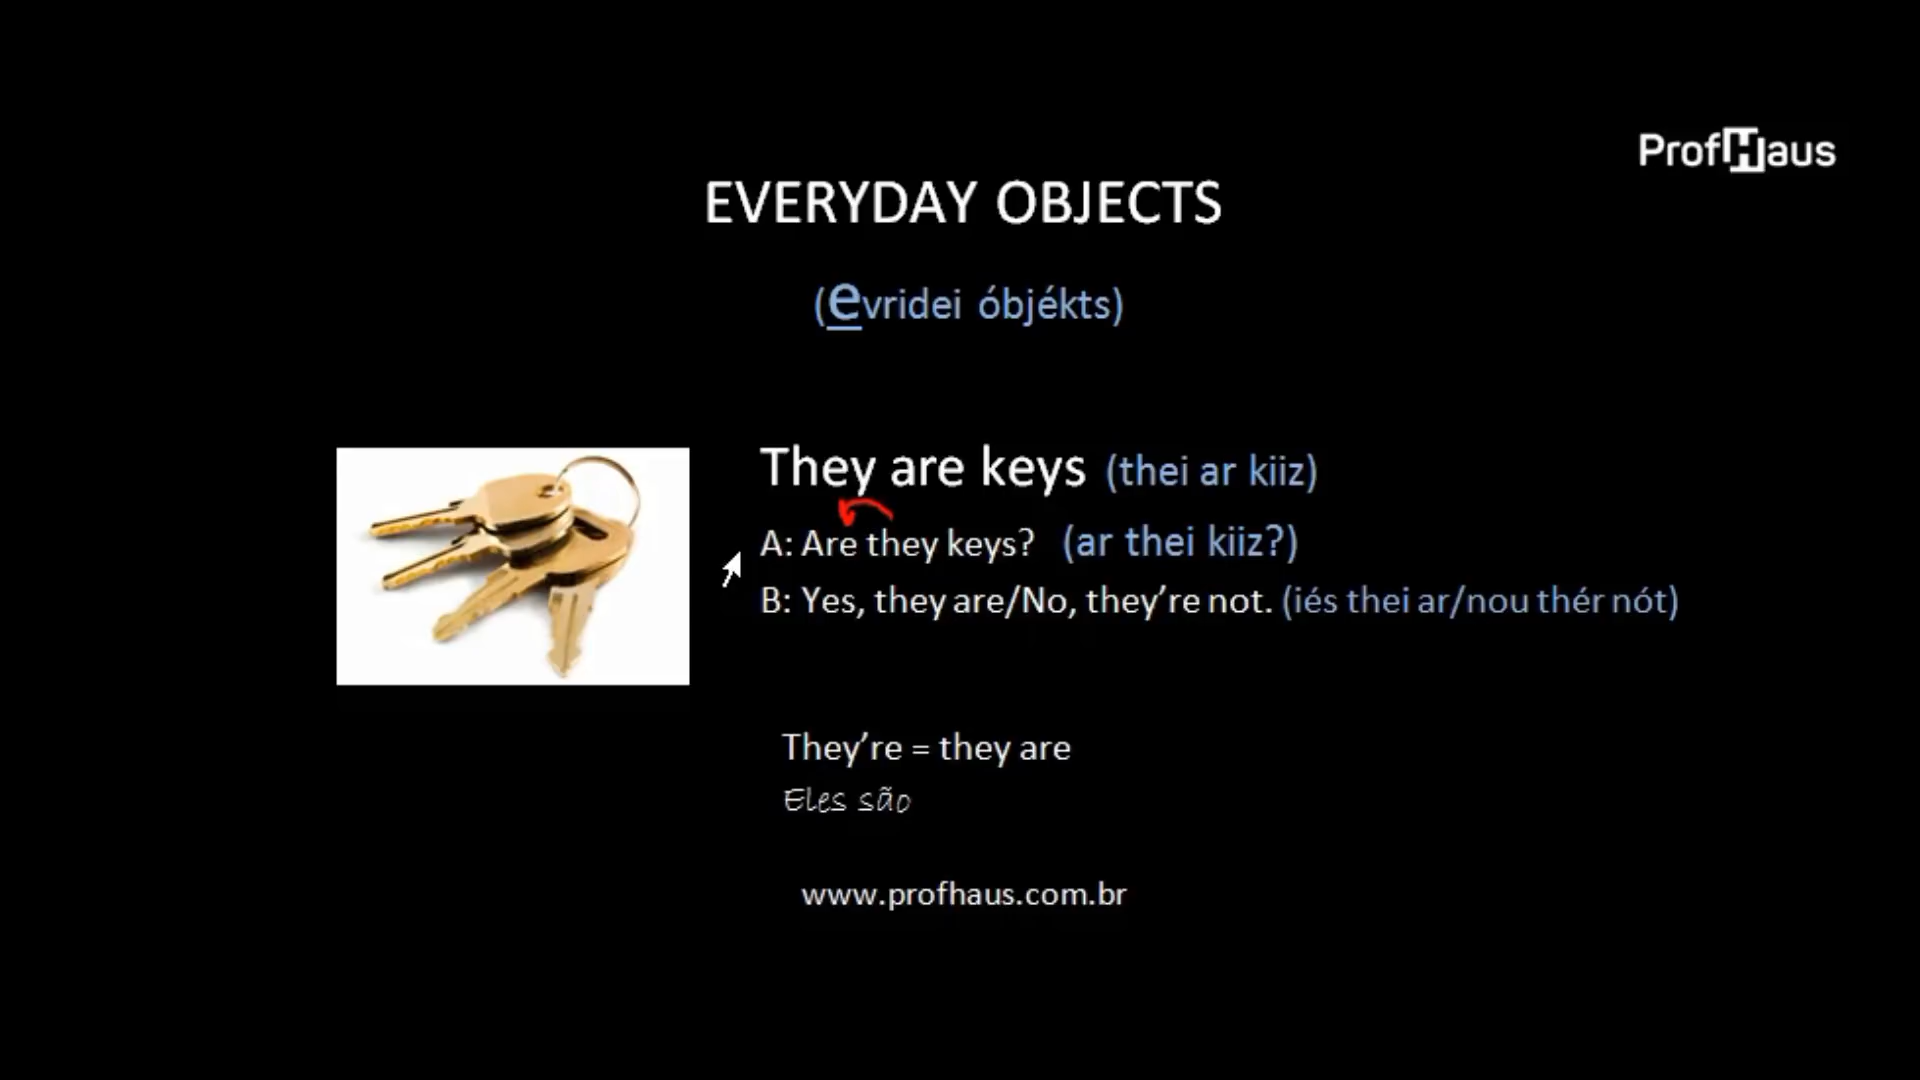 ProfHaus
EVERYDAY OBJECTS
(evridei óbjékts)
They are keys (thei ar kiiz)
A: Are they keys? (ar thei kiiz?)
B: Yes, they are/No, they're not. (iés thei ar/nou thér nót)
They're = they are
Eles são
www.profhaus.com.br